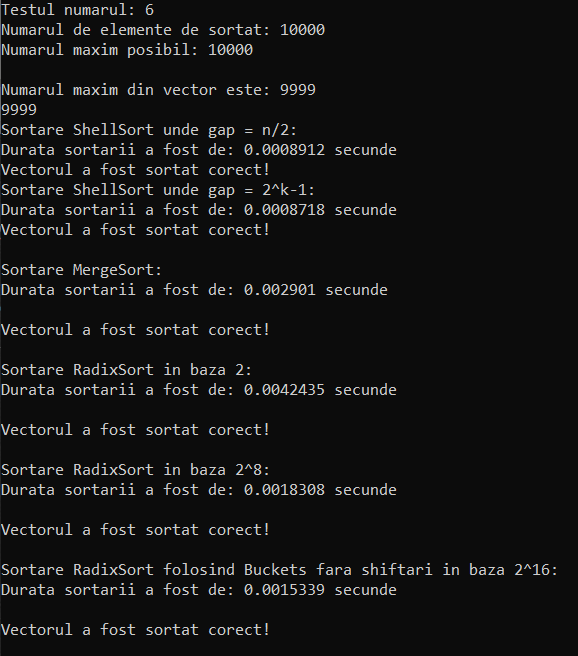 Testul numarul: 6
Numarul de elemente de sortat: 10000
Numarul maxim posibil: 10000
Numarul maxim din vector este: 9999
9999
Sortare ShellSort unde gap = n/2:
Durata sortarii a fost de: 0.0008912 secunde
Vectorul a fost sortat corect!
Sortare ShellSort unde gap = 2^k-1:
Durata sortarii a fost de: 0.0008718 secunde
Vectorul a fost sortat corect!
Sortare MergeSort:
Durata sortarii a fost de: 0.002901 secunde
Vectorul a fost sortat corect!
Sortare RadixSort in baza 2:
Durata sortarii a fost de: 0.0042435 secunde
Vectorul a fost sortat corect!
Sortare RadixSort in baza 2^8:
Durata sortarii a fost de: 0.0018308 secunde
Vectorul a fost sortat corect!
Sortare RadixSort folosind Buckets fara shiftari in baza 2^16:
Durata sortarii a fost de: 0.0015339 secunde
Vectorul a fost sortat corect!